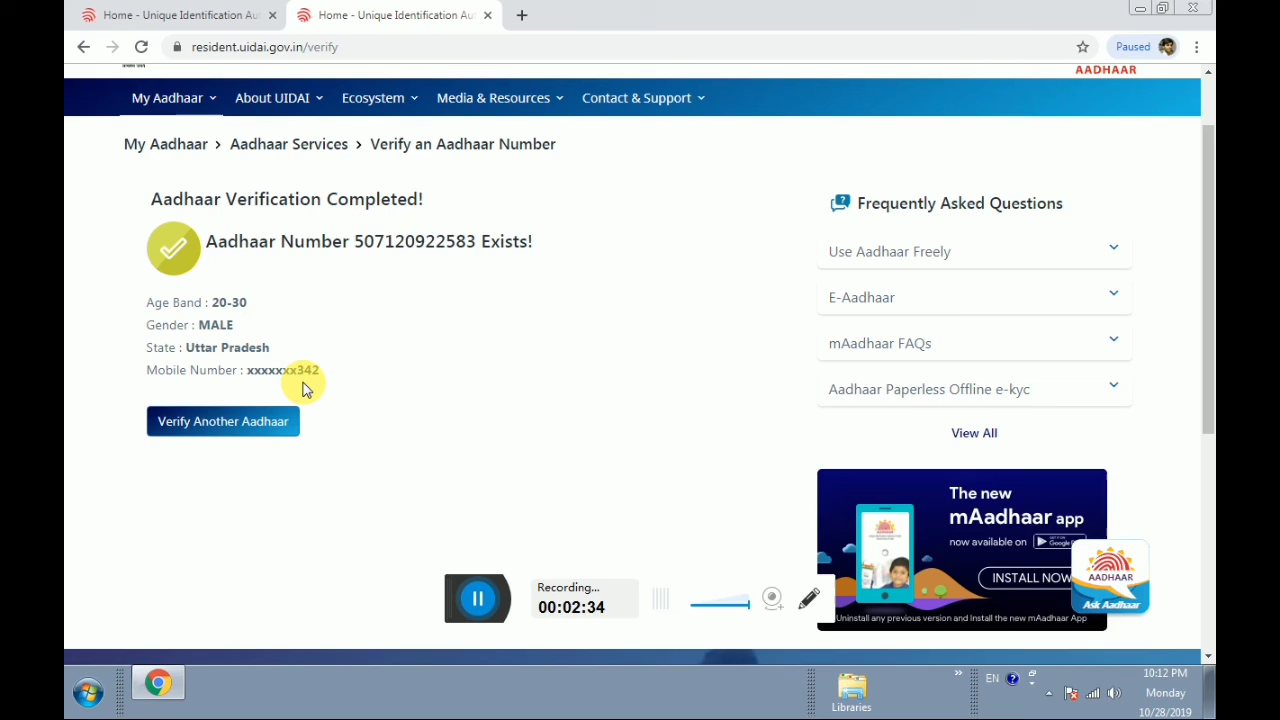 Home - Unique Identification Au
Home - Unique Identification Au
resident.uidai.gov.in/verify
Paused
AADHAAR
My Aadhaar
About UIDAI
Ecosystem
Media & Resources
Contact & Support
My Aadhaar > Aadhaar Services > Verify an Aadhaar Number
Aadhaar Verification Completed!
Aadhaar Number 507120922583 Exists!
Age Band : 20-30
Gender : MALE
State : Uttar Pradesh
Mobile Number : xxxxxxx342
Verify Another Aadhaar
Frequently Asked Questions
Use Aadhaar Freely
E-Aadhaar
mAadhaar FAQs
Aadhaar Paperless Offline e-kyc
View All
The new
mAadhaar app
now available on
INSTALL NOW
Uninstall any previous version and Install the new mAadhaar App
AADHAAR
Ask Aadhaar
Recording...
00:02:34
Libraries
EN
10:12 PM
Monday
10/28/2019